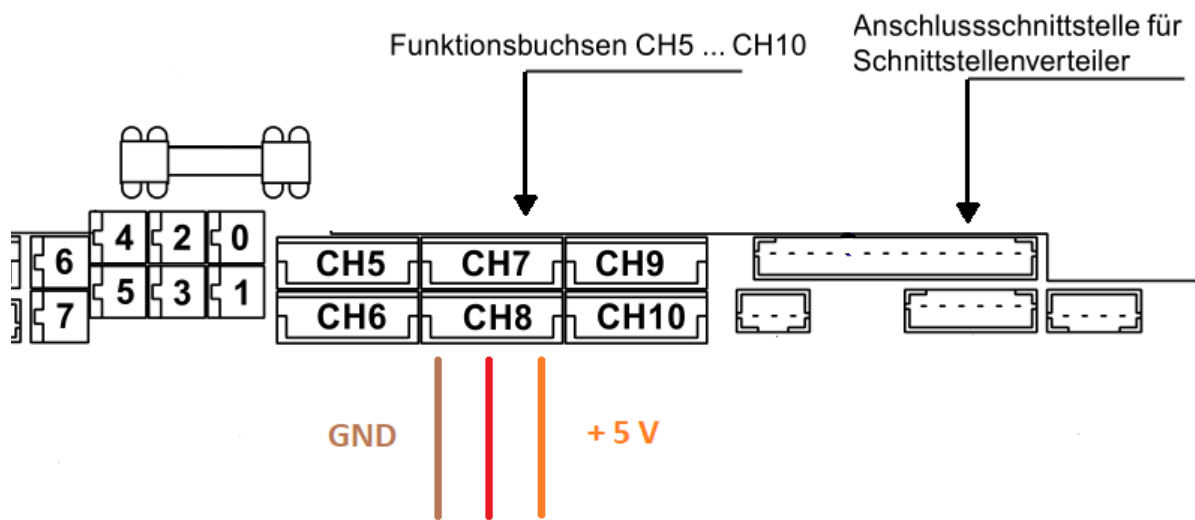 Funktionsbuchsen CH5 ... CH10
Anschlussschnittstelle für
Schnittstellenverteiler
4 2 0
6
5 3 1
7
CH5 CH7 CH9
CH6 CH8 CH10
GND
+ 5 V